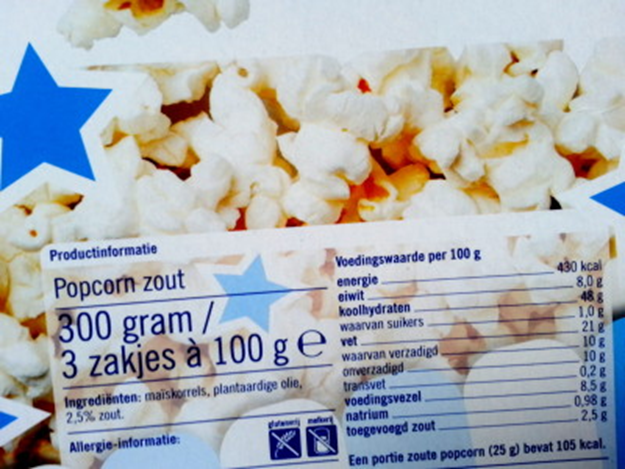 Productinformatie
Popcorn zout
300 gram /
3 zakjes à 100 g e
Ingrediënten: maïskorrels, plantaardige olie,
2,5% zout.
Allergie-informatie:
glutenvrij melkvrij
Voedingswaarde per 100 g
energie 430 kcal
eiwit 8,0 g
koolhydraten 48 g
waarvan suikers 1,0 g
vet 21 g
waarvan verzadigd 10 g
onverzadigd 10 g
transvet 0,2 g
voedingsvezel 8,5 g
natrium 0,98 g
toegevoegd zout 2,5 g
Een portie zoute popcorn (25 g) bevat 105 kcal.